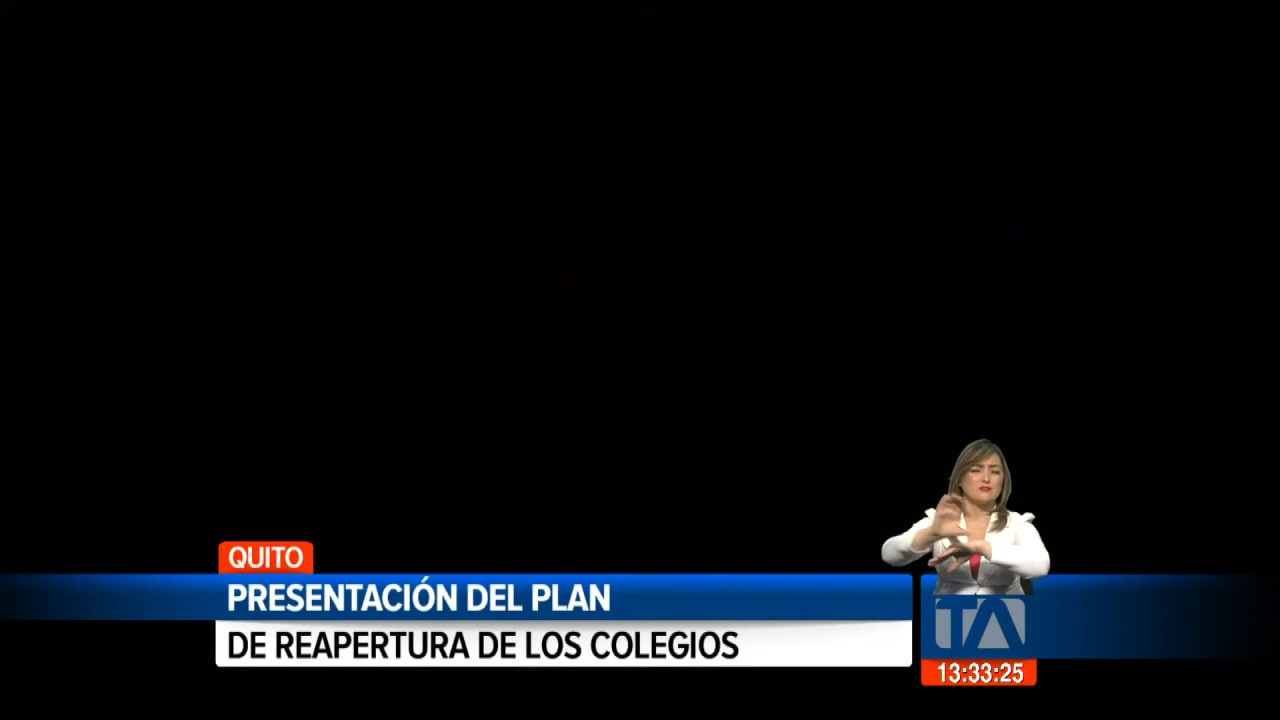 QUITO
PRESENTACIÓN DEL PLAN
DE REAPERTURA DE LOS COLEGIOS
TA
13:33:25